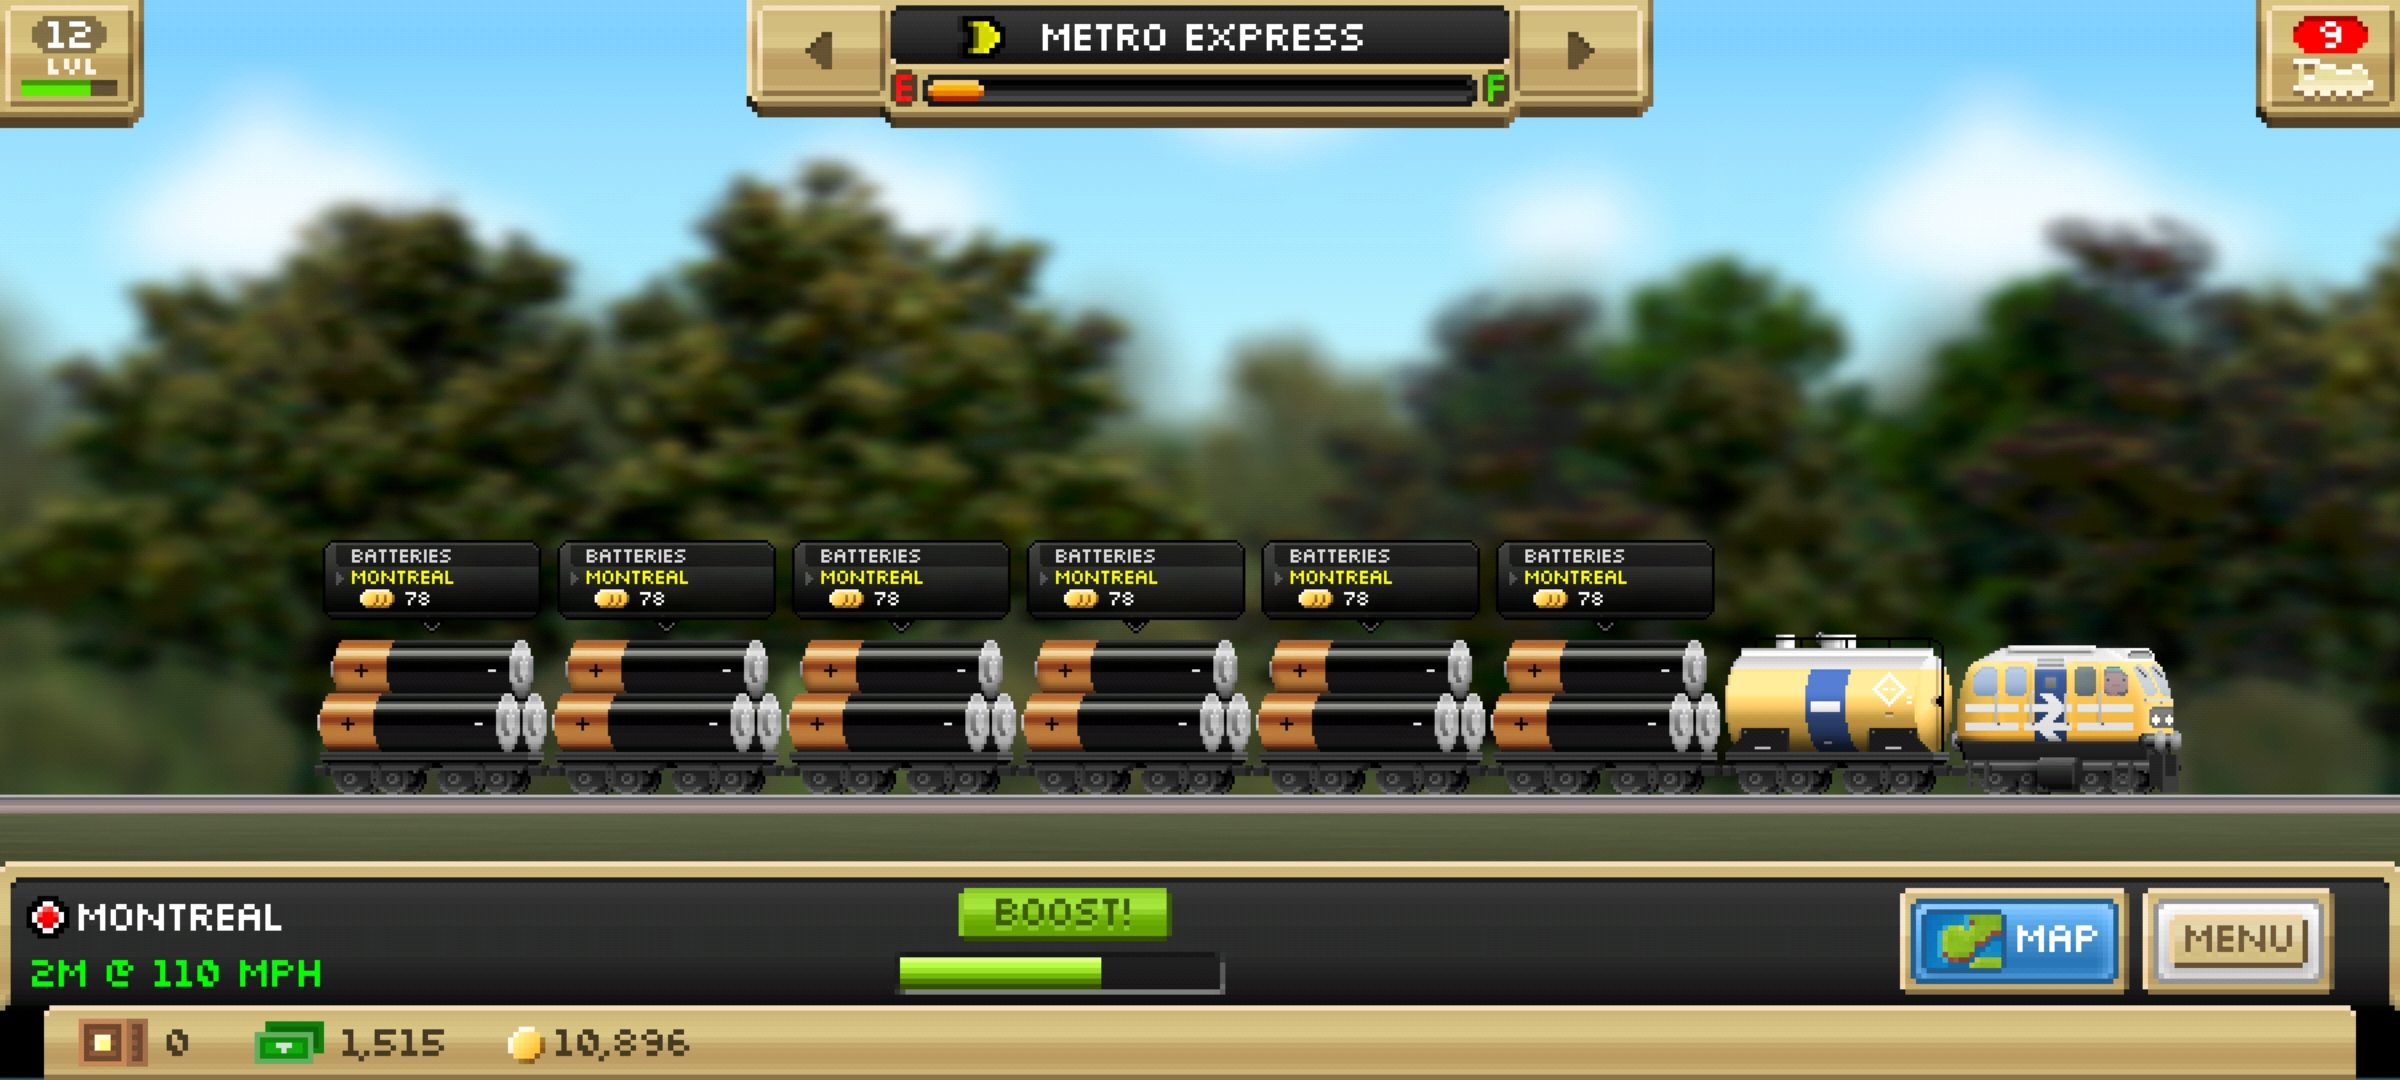 12
LVL
METRO EXPRESS
E F
9
BATTERIES
MONTREAL
78
BATTERIES
MONTREAL
78
BATTERIES
MONTREAL
78
BATTERIES
MONTREAL
78
BATTERIES
MONTREAL
78
BATTERIES
MONTREAL
78
+ -
+ -
+ -
+ -
+ -
+ -
+ -
+ -
+ -
+ -
+ -
+ -
MONTREAL
2M @ 110 MPH
BOOST!
MAP
MENU
0
1,515
10,896